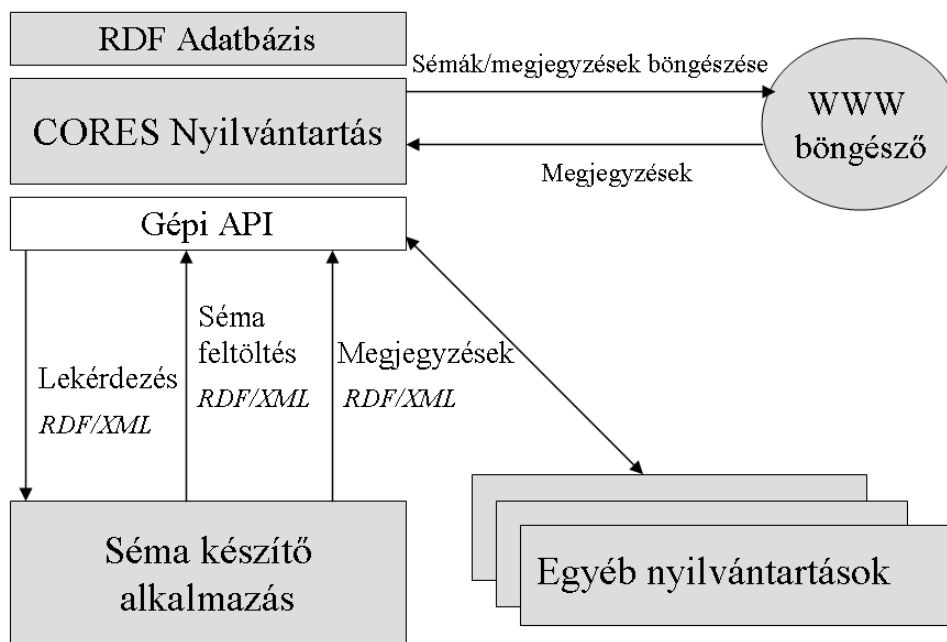 RDF Adatbázis
Sémák/megjegyzések böngészése
CORES Nyilvántartás
WWW
böngésző
Megjegyzések
Gépi API
Séma
feltöltés
RDF/XML
Megjegyzések
RDF/XML
Lekérdezés
RDF/XML
Séma készítő
alkalmazás
Egyéb nyilvántartások